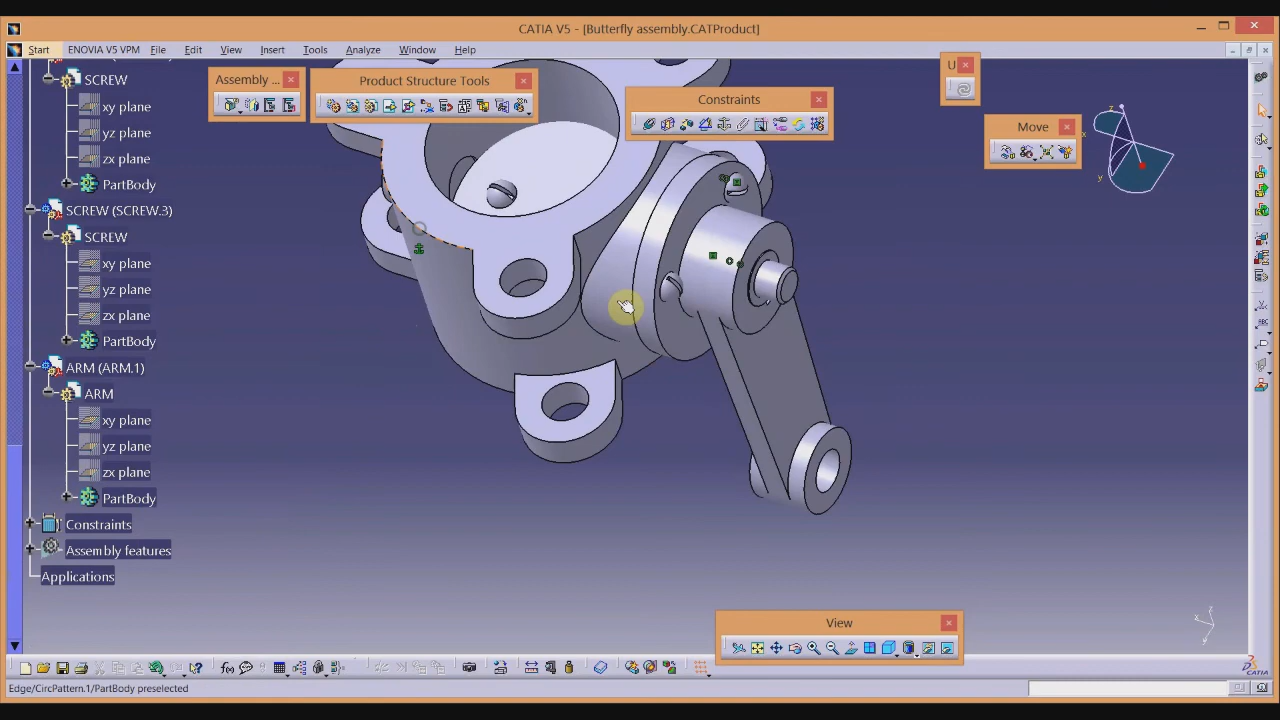 CATIA V5 - [Butterfly assembly.CATProduct]
Start ENOVIA V5 VPM File Edit View Insert Tools Analyze Window Help
Assembly ...
Product Structure Tools
Constraints
U
Move
SCREW
xy plane
yz plane
zx plane
PartBody
SCREW (SCREW.3)
SCREW
xy plane
yz plane
zx plane
PartBody
ARM (ARM.1)
ARM
xy plane
yz plane
zx plane
PartBody
Constraints
Assembly features
Applications
z
x
y
View
Edge/CircPattern.1/PartBody preselected
CATIA